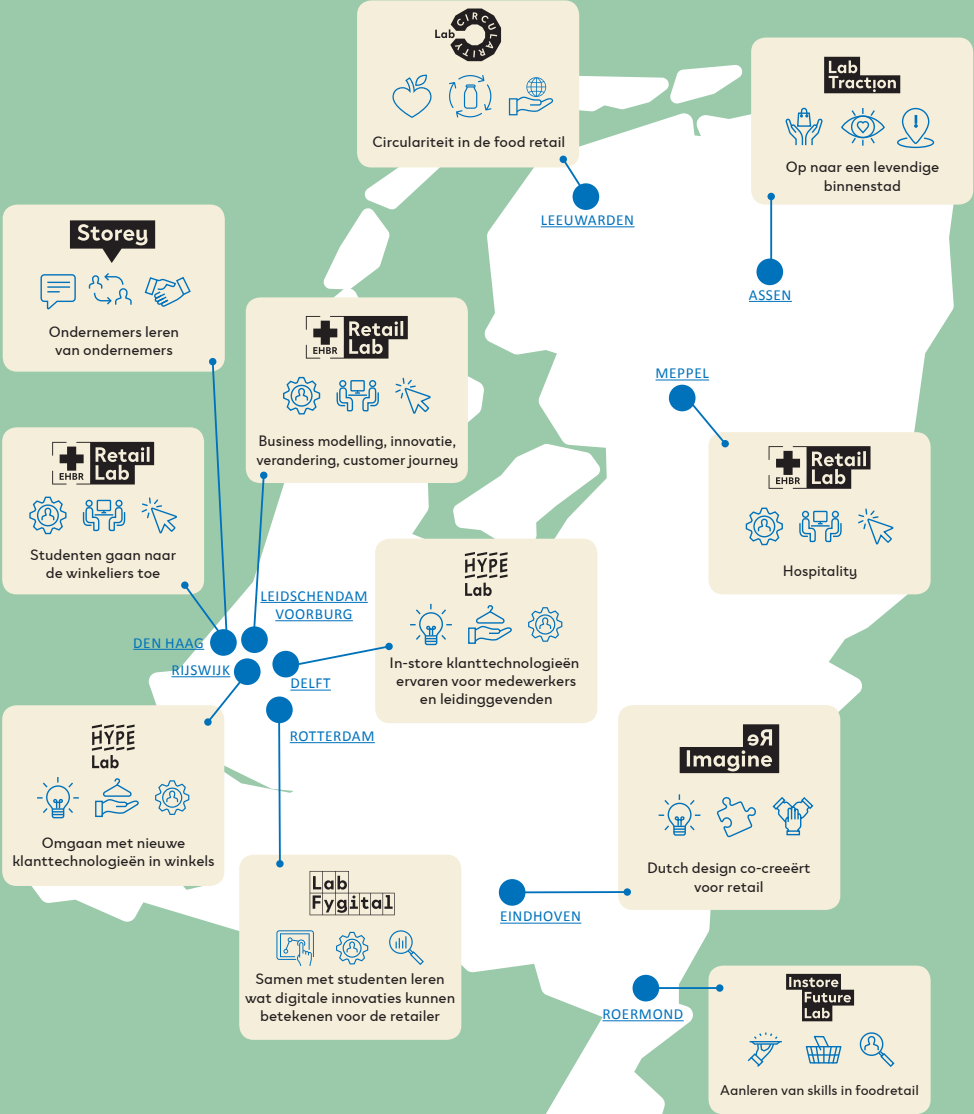 Lab
CIRCULARITY
Circulariteit in de food retail
LEEUWARDEN
Lab
Traction
Op naar een levendige
binnenstad
ASSEN
Storey
Ondernemers leren
van ondernemers
EHBR
Retail
Lab
Business modelling, innovatie,
verandering, customer journey
MEPPEL
EHBR
Retail
Lab
Hospitality
EHBR
Retail
Lab
Studenten gaan naar
de winkeliers toe
LEIDSCHENDAM
VOORBURG
DEN HAAG
RIJSWIJK
DELFT
ROTTERDAM
HYPE
Lab
In-store klanttechnologieën
ervaren voor medewerkers
en leidinggevenden
HYPE
Lab
Omgaan met nieuwe
klanttechnologieën in winkels
Re
Imagine
Dutch design co-creëert
voor retail
EINDHOVEN
Lab
Fygital
Samen met studenten leren
wat digitale innovaties kunnen
betekenen voor de retailer
ROERMOND
Instore
Future
Lab
Aanleren van skills in foodretail